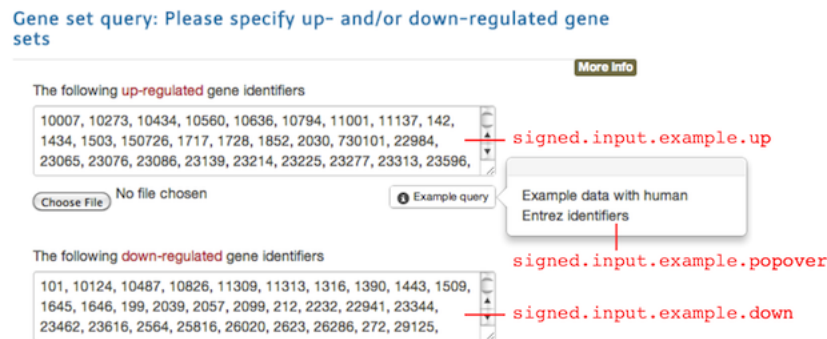 Gene set query: Please specify up- and/or down-regulated gene
sets
More Info
The following up-regulated gene identifiers
10007, 10273, 10434, 10560, 10636, 10794, 11001, 11137, 142,
1434, 1503, 150726, 1717, 1728, 1852, 2030, 730101, 22984,
23065, 23076, 23086, 23139, 23214, 23225, 23277, 23313, 23596,
signed.input.example.up
Choose File No file chosen
Example query
Example data with human
Entrez identifiers
signed.input.example.popover
The following down-regulated gene identifiers
101, 10124, 10487, 10826, 11309, 11313, 1316, 1390, 1443, 1509,
1645, 1646, 199, 2039, 2057, 2099, 212, 2232, 22941, 23344,
23462, 23616, 2564, 25816, 26020, 2623, 26286, 272, 29125,
signed.input.example.down